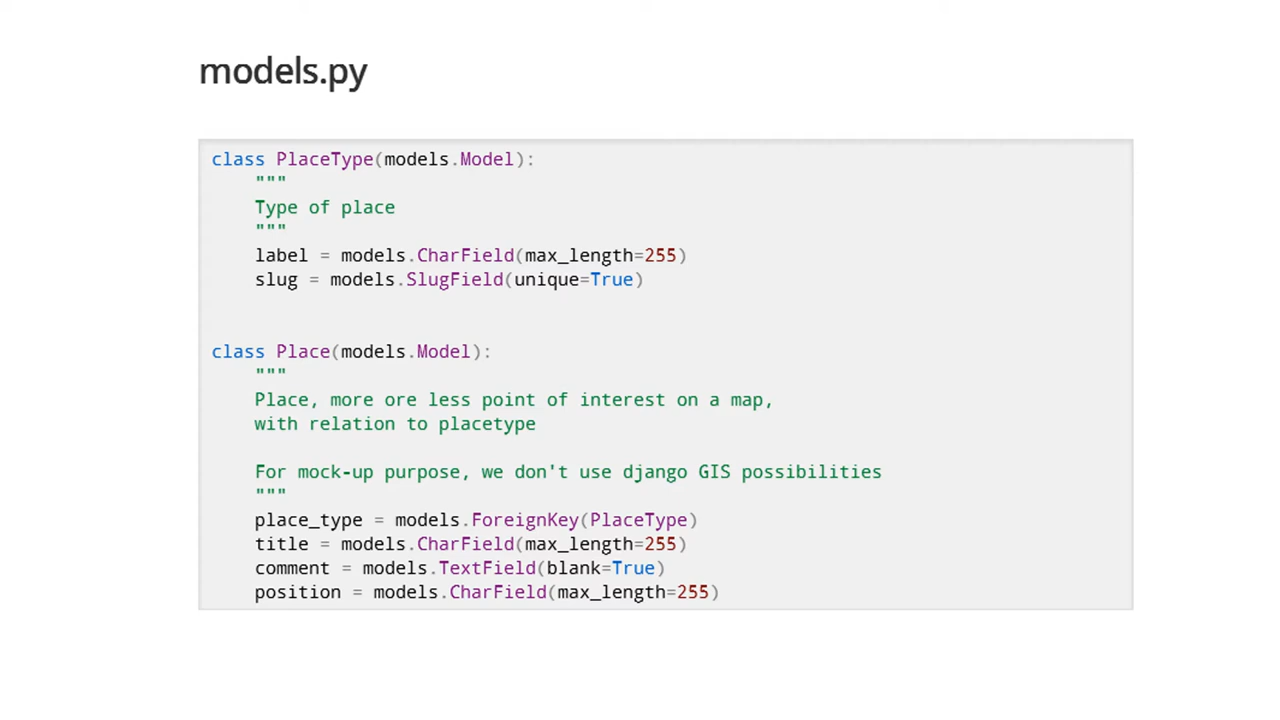 models.py
class PlaceType(models.Model):
    """
    Type of place
    """
    label = models.CharField(max_length=255)
    slug = models.SlugField(unique=True)
class Place(models.Model):
    """
    Place, more ore less point of interest on a map,
    with relation to placetype
    For mock-up purpose, we don't use django GIS possibilities
    """
    place_type = models.ForeignKey(PlaceType)
    title = models.CharField(max_length=255)
    comment = models.TextField(blank=True)
    position = models.CharField(max_length=255)